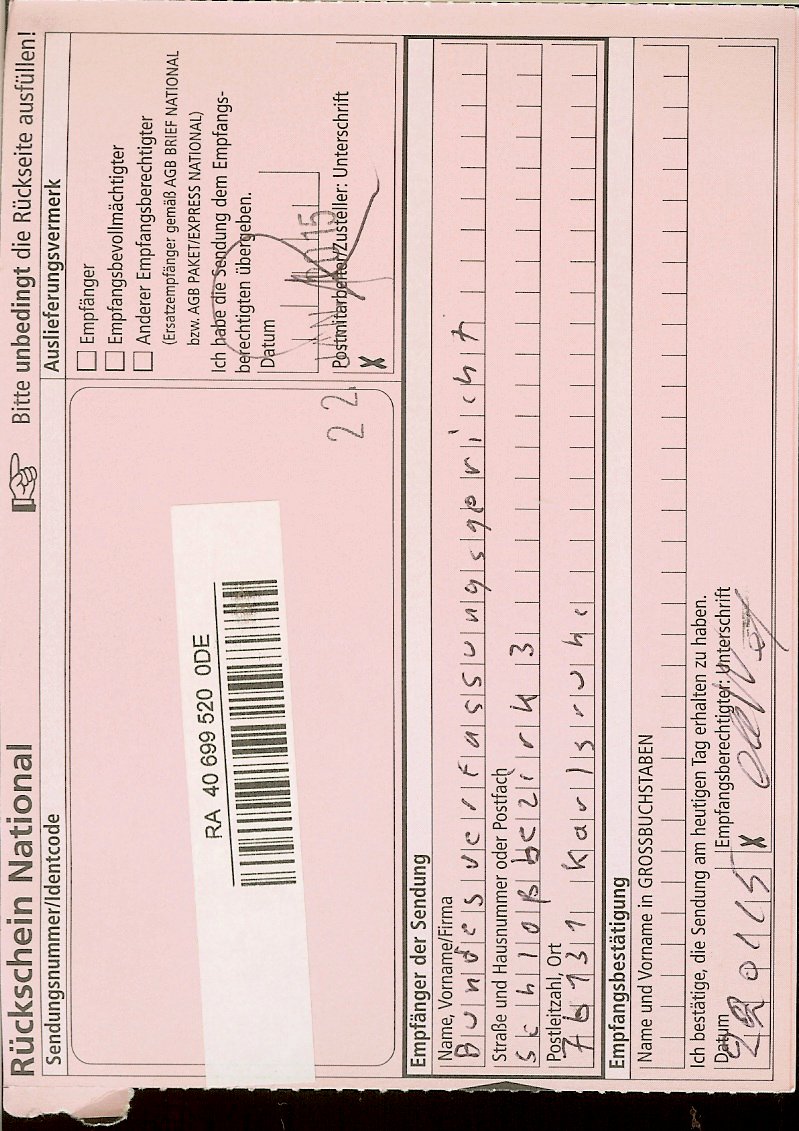 Rückschein National
Bitte unbedingt die Rückseite ausfüllen!
Sendungsnummer/Identcode
RA 40 699 520 0DE
22.
Auslieferungsvermerk
Empfänger
Empfangsbevollmächtigter
Anderer Empfangsberechtigter
(Ersatzempfänger gemäß AGB BRIEF NATIONAL
bzw. AGB PAKET/EXPRESS NATIONAL)
Ich habe die Sendung dem Empfangs-
berechtigten übergeben.
Datum
Postmitarbeiter/Zusteller: Unterschrift
X
Empfänger der Sendung
Name, Vorname/Firma
Bundesverfassungsgericht
Straße und Hausnummer oder Postfach
Schloßbezirk 3
Postleitzahl, Ort
76131 Karlsruhe
Empfangsbestätigung
Name und Vorname in GROSSBUCHSTABEN
Ich bestätige, die Sendung am heutigen Tag erhalten zu haben.
Datum
Empfangsberechtigter: Unterschrift
220115
X